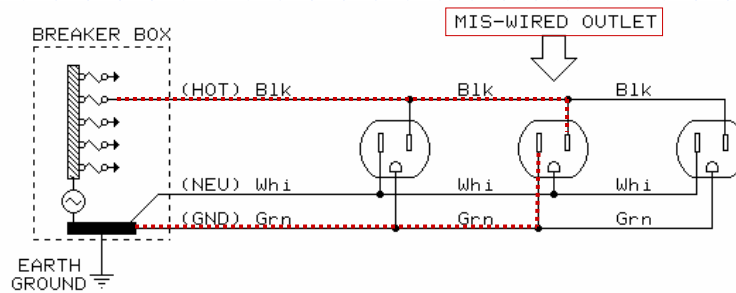 MIS-WIRED OUTLET
BREAKER BOX
(HOT) Blk Blk Blk
(NEU) Whi Whi Whi
(GND) Grn Grn Grn
EARTH
GROUND